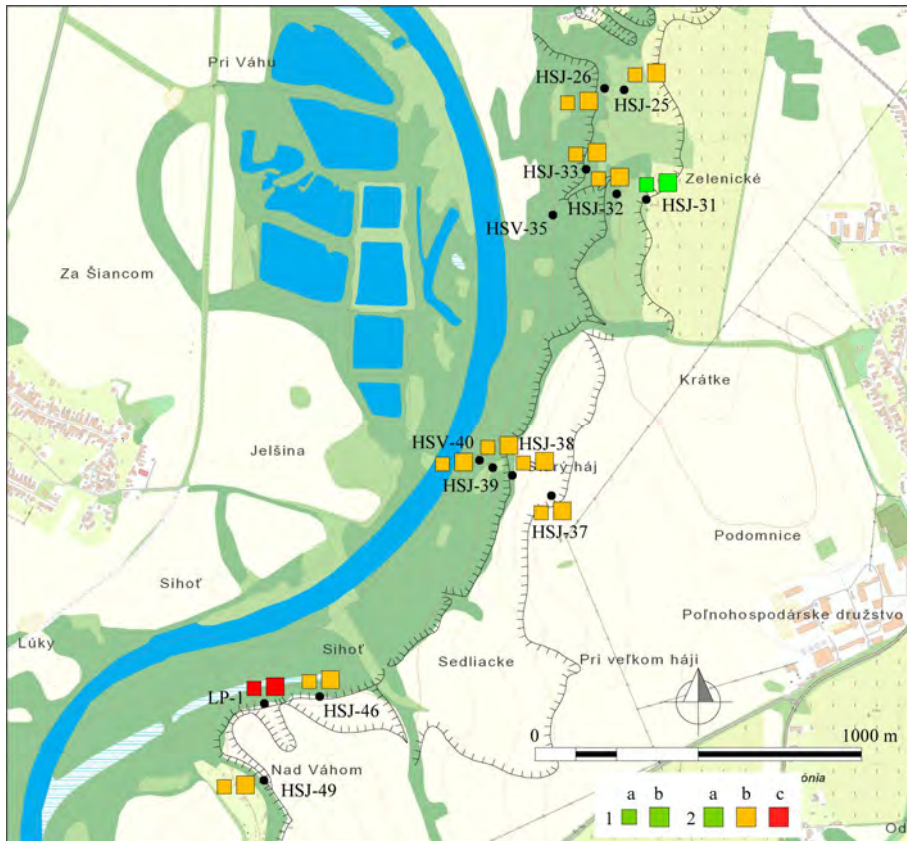 Pri Váhu
HSJ-26
HSJ-25
HSJ-33
Zelenické
HSJ-32
HSJ-31
HSV-35
Za Šiancom
Krátke
HSV-40
HSJ-38
Jelšina
HSJ-39
HSJ-37
Podomnice
Sihoť
Poľnohospodárske družstvo
Lúky
Sihoť
Sedliacke
Pri veľkom háji
LP-1
HSJ-46
0
1000 m
Nad Váhom
HSJ-49
ónia
a b a b c
1 2
Od